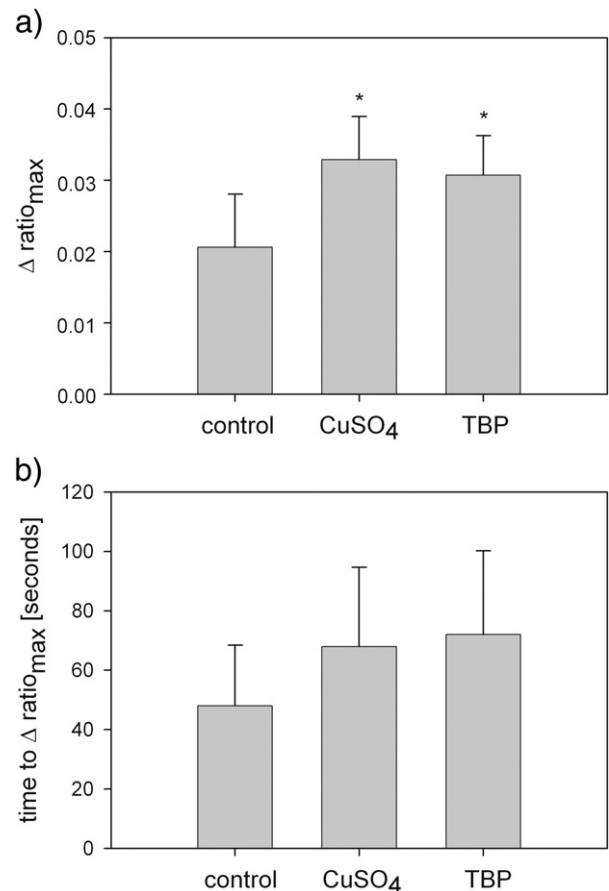 a)
Δ ratiomax
0.05
0.04
0.03
0.02
0.01
0.00
*
*
control CuSO4 TBP
b)
time to Δ ratiomax [seconds]
120
100
80
60
40
20
0
control CuSO4 TBP